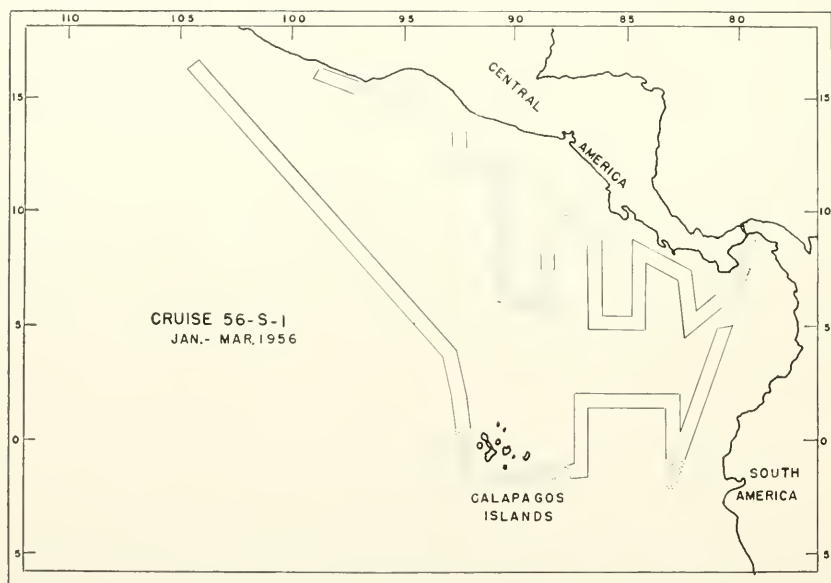 110 105 100 95 90 85 80
CENTRAL
AMERICA
15 15
10 10
5 5
CRUISE 56-S-1
JAN.- MAR, 1956
0 0
GALAPAGOS
ISLANDS
SOUTH
AMERICA
5 5